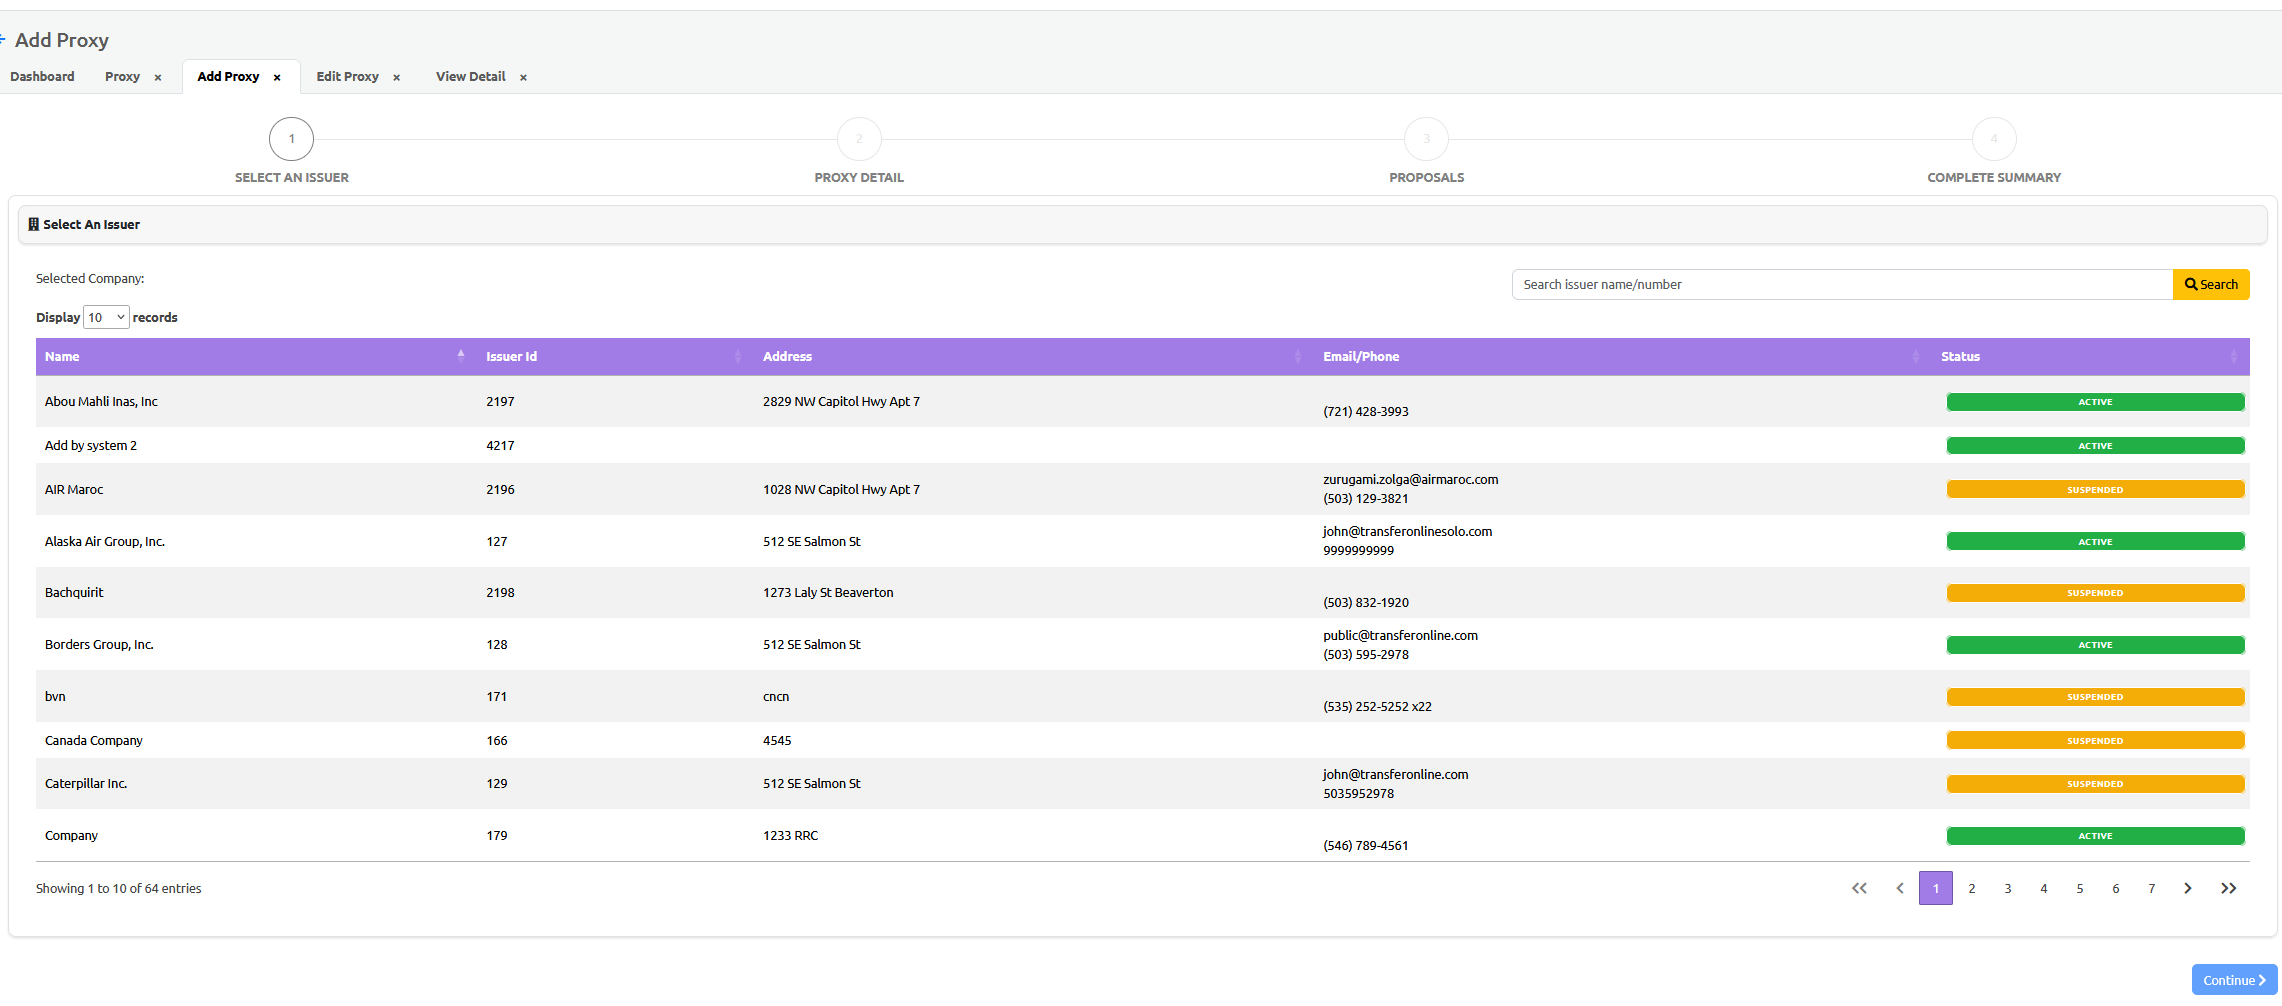 Add Proxy
Dashboard Proxy × Add Proxy × Edit Proxy × View Detail ×
1 2 3 4
SELECT AN ISSUER PROXY DETAIL PROPOSALS COMPLETE SUMMARY
Select An Issuer
Selected Company:
Search issuer name/number Search
Display 10 records
Name Issuer Id Address Email/Phone Status
Abou Mahli Inas, Inc 2197 2829 NW Capitol Hwy Apt 7 (721) 428-3993 ACTIVE
Add by system 2 4217 ACTIVE
AIR Maroc 2196 1028 NW Capitol Hwy Apt 7 zurugami.zolga@airmaroc.com SUSPENDED
(503) 129-3821
Alaska Air Group, Inc. 127 512 SE Salmon St john@transferonlinesolo.com ACTIVE
9999999999
Bachquirit 2198 1273 Laly St Beaverton (503) 832-1920 SUSPENDED
Borders Group, Inc. 128 512 SE Salmon St public@transferonline.com ACTIVE
(503) 595-2978
bvn 171 cncn (535) 252-5252 x22 SUSPENDED
Canada Company 166 4545 SUSPENDED
Caterpillar Inc. 129 512 SE Salmon St john@transferonline.com SUSPENDED
5035952978
Company 179 1233 RRC (546) 789-4561 ACTIVE
Showing 1 to 10 of 64 entries 1 2 3 4 5 6 7
Continue